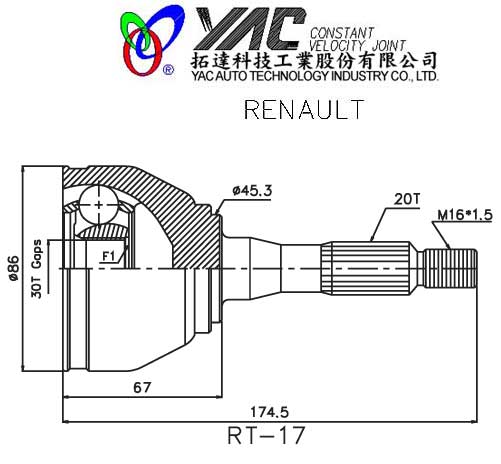 YAC CONSTANT
VELOCITY JOINT
®
拓達科技工業股份有限公司
YAC AUTO TECHNOLOGY INDUSTRY CO., LTD.
RENAULT
ø45.3
20T
M16*1.5
ø86
30T Gaps
F1
67
174.5
RT-17